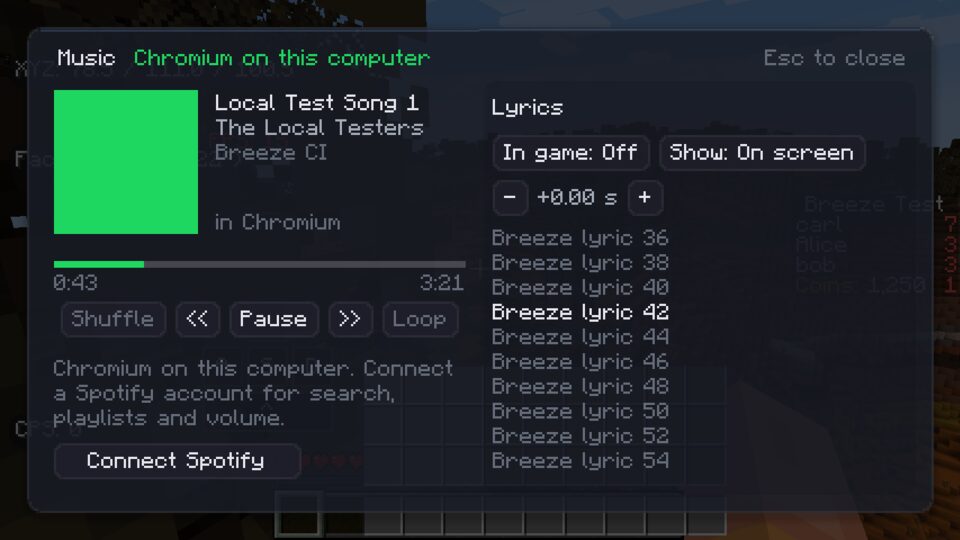 Music Chromium on this computer
Esc to close
Local Test Song 1
The Local Testers
Breeze CI
in Chromium
0:43
3:21
Shuffle << Pause >> Loop
Chromium on this computer. Connect
a Spotify account for search,
playlists and volume.
Connect Spotify
Lyrics
In game: Off Show: On screen
- +0.00 s +
Breeze lyric 36
Breeze lyric 38
Breeze lyric 40
Breeze lyric 42
Breeze lyric 44
Breeze lyric 46
Breeze lyric 48
Breeze lyric 50
Breeze lyric 52
Breeze lyric 54
Breeze Test
carl 7
Alice 3
bob 3
Coins: 1,250 1